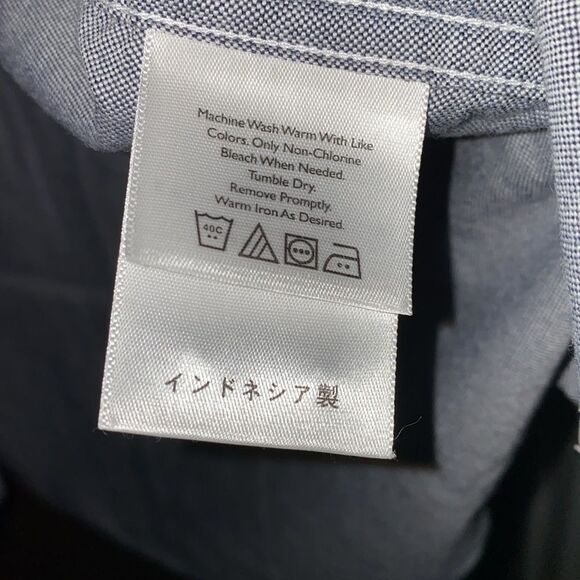 Machine Wash Warm With Like
Colors. Only Non-Chlorine
Bleach When Needed.
Tumble Dry.
Remove Promptly.
Warm Iron As Desired.
40C
インドネシア製